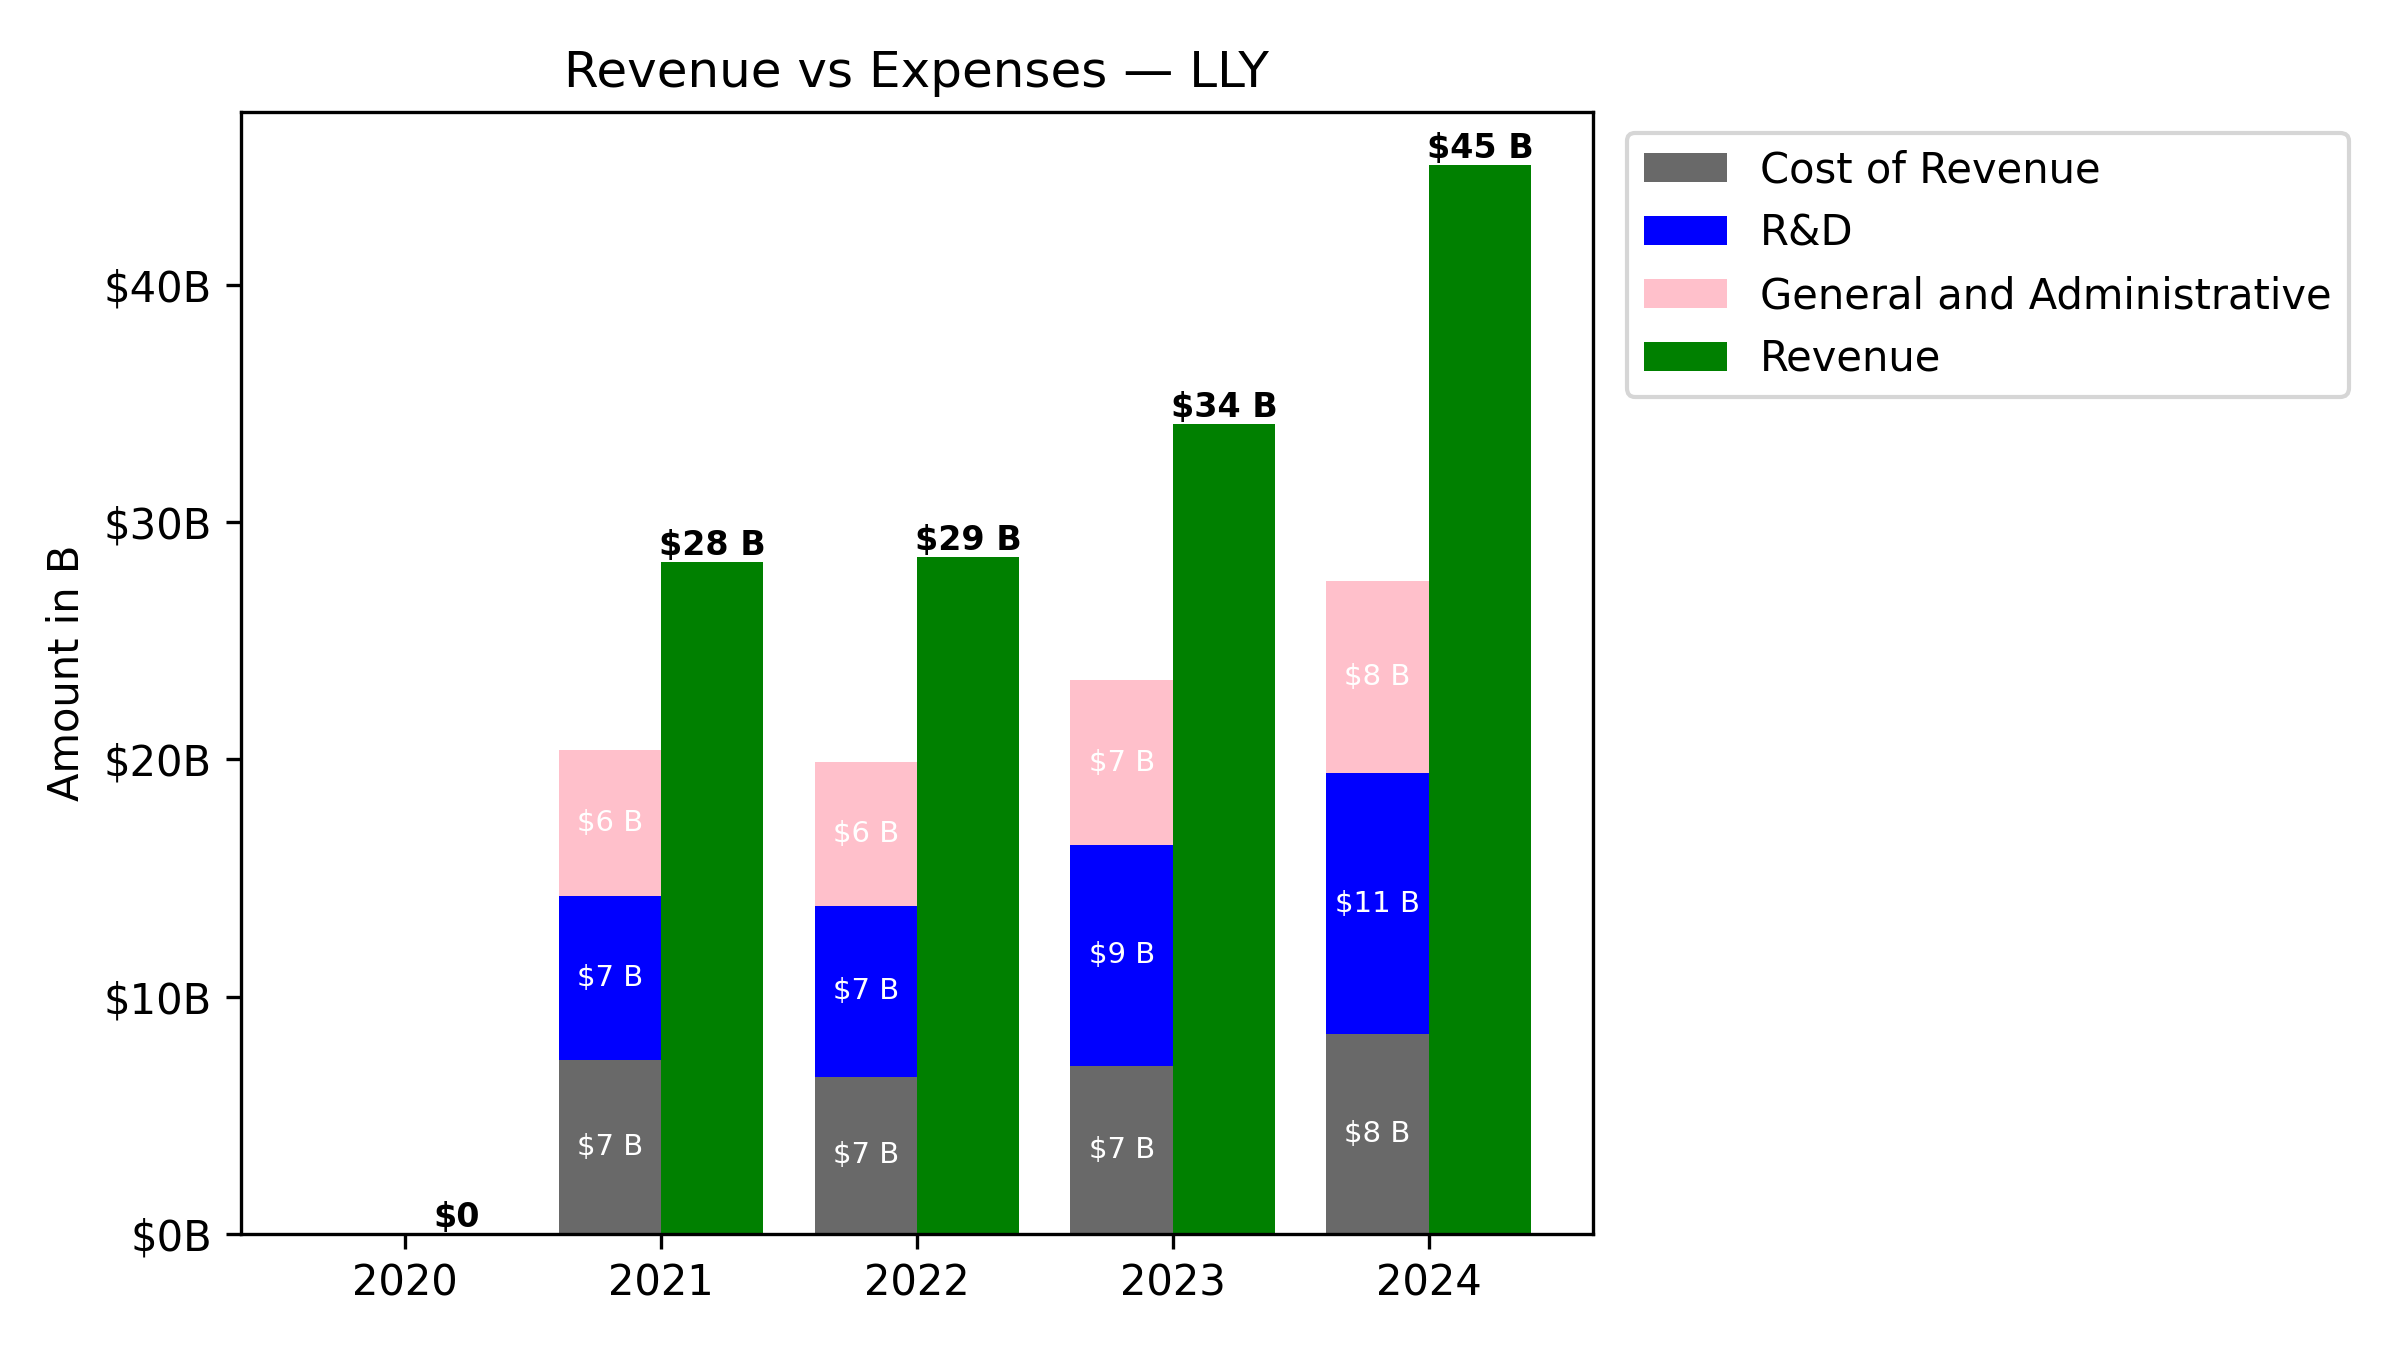 Revenue vs Expenses — LLY
Amount in B
$40B
$30B
$20B
$10B
$0B
$0
$28 B
$6 B
$7 B
$7 B
$29 B
$6 B
$7 B
$7 B
$34 B
$7 B
$9 B
$7 B
$45 B
$8 B
$11 B
$8 B
2020 2021 2022 2023 2024
Cost of Revenue
R&D
General and Administrative
Revenue